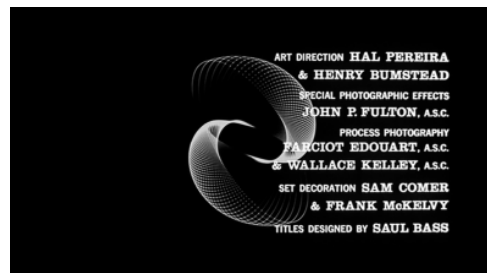 ART DIRECTION HAL PEREIRA
& HENRY BUMSTEAD
SPECIAL PHOTOGRAPHIC EFFECTS
JOHN P. FULTON, A.S.C.
PROCESS PHOTOGRAPHY
FARCIOT EDOUART, A.S.C.
& WALLACE KELLEY, A.S.C.
SET DECORATION SAM COMER
& FRANK McKELVY
TITLES DESIGNED BY SAUL BASS